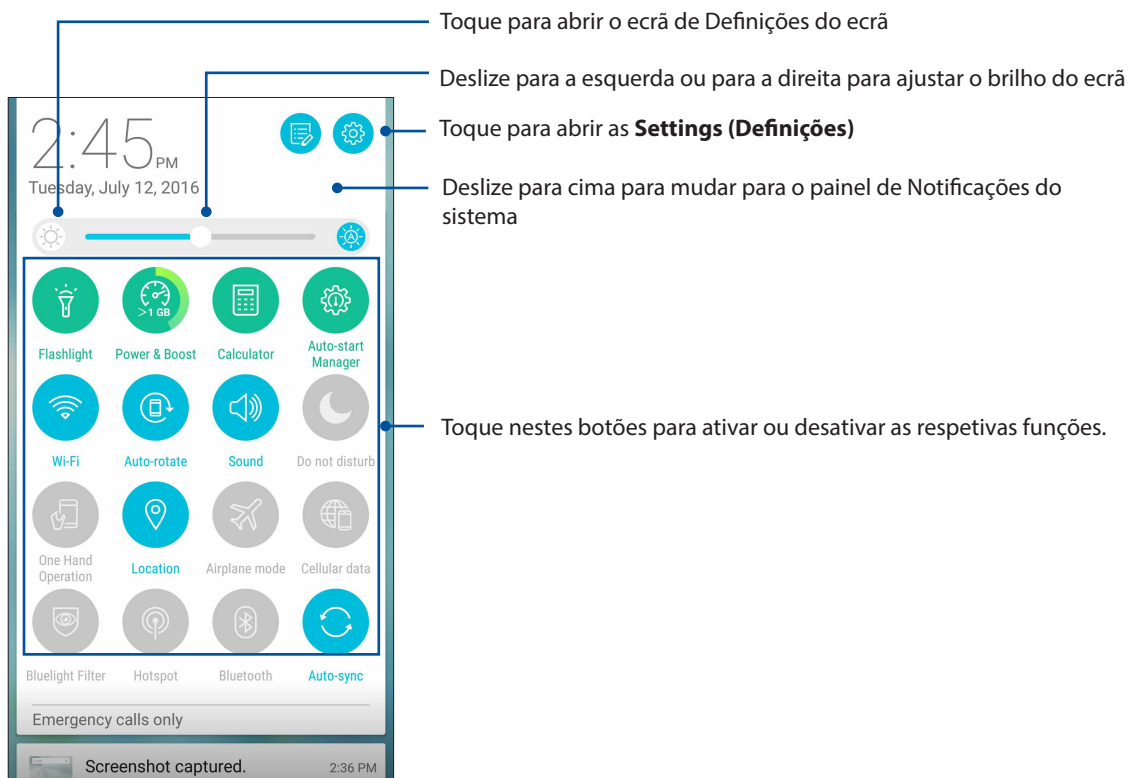 Toque para abrir o ecrã de Definições do ecrã
Deslize para a esquerda ou para a direita para ajustar o brilho do ecrã
Toque para abrir as Settings (Definições)
Deslize para cima para mudar para o painel de Notificações do
sistema
2:45 PM
Tuesday, July 12, 2016
A
>1 GB
Flashlight Power & Boost Calculator Auto-start
Manager
Wi-Fi Auto-rotate Sound Do not disturb
Toque nestes botões para ativar ou desativar as respetivas funções.
One Hand
Operation Location Airplane mode Cellular data
Bluelight Filter Hotspot Bluetooth Auto-sync
Emergency calls only
Screenshot captured. 2:36 PM